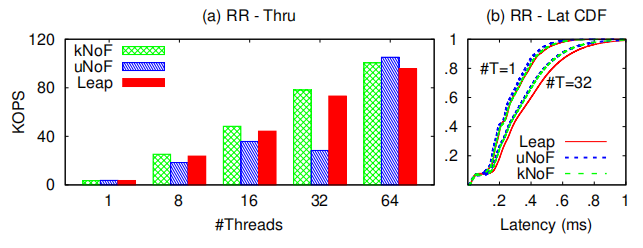 (a) RR - Thru
120
80
40
0
KOPS
kNoF
uNoF
Leap
1 8 16 32 64
#Threads
(b) RR - Lat CDF
1
.8
.6
.4
.2
#T=1
#T=32
Leap
uNoF
kNoF
.2 .4 .6 .8 1
Latency (ms)